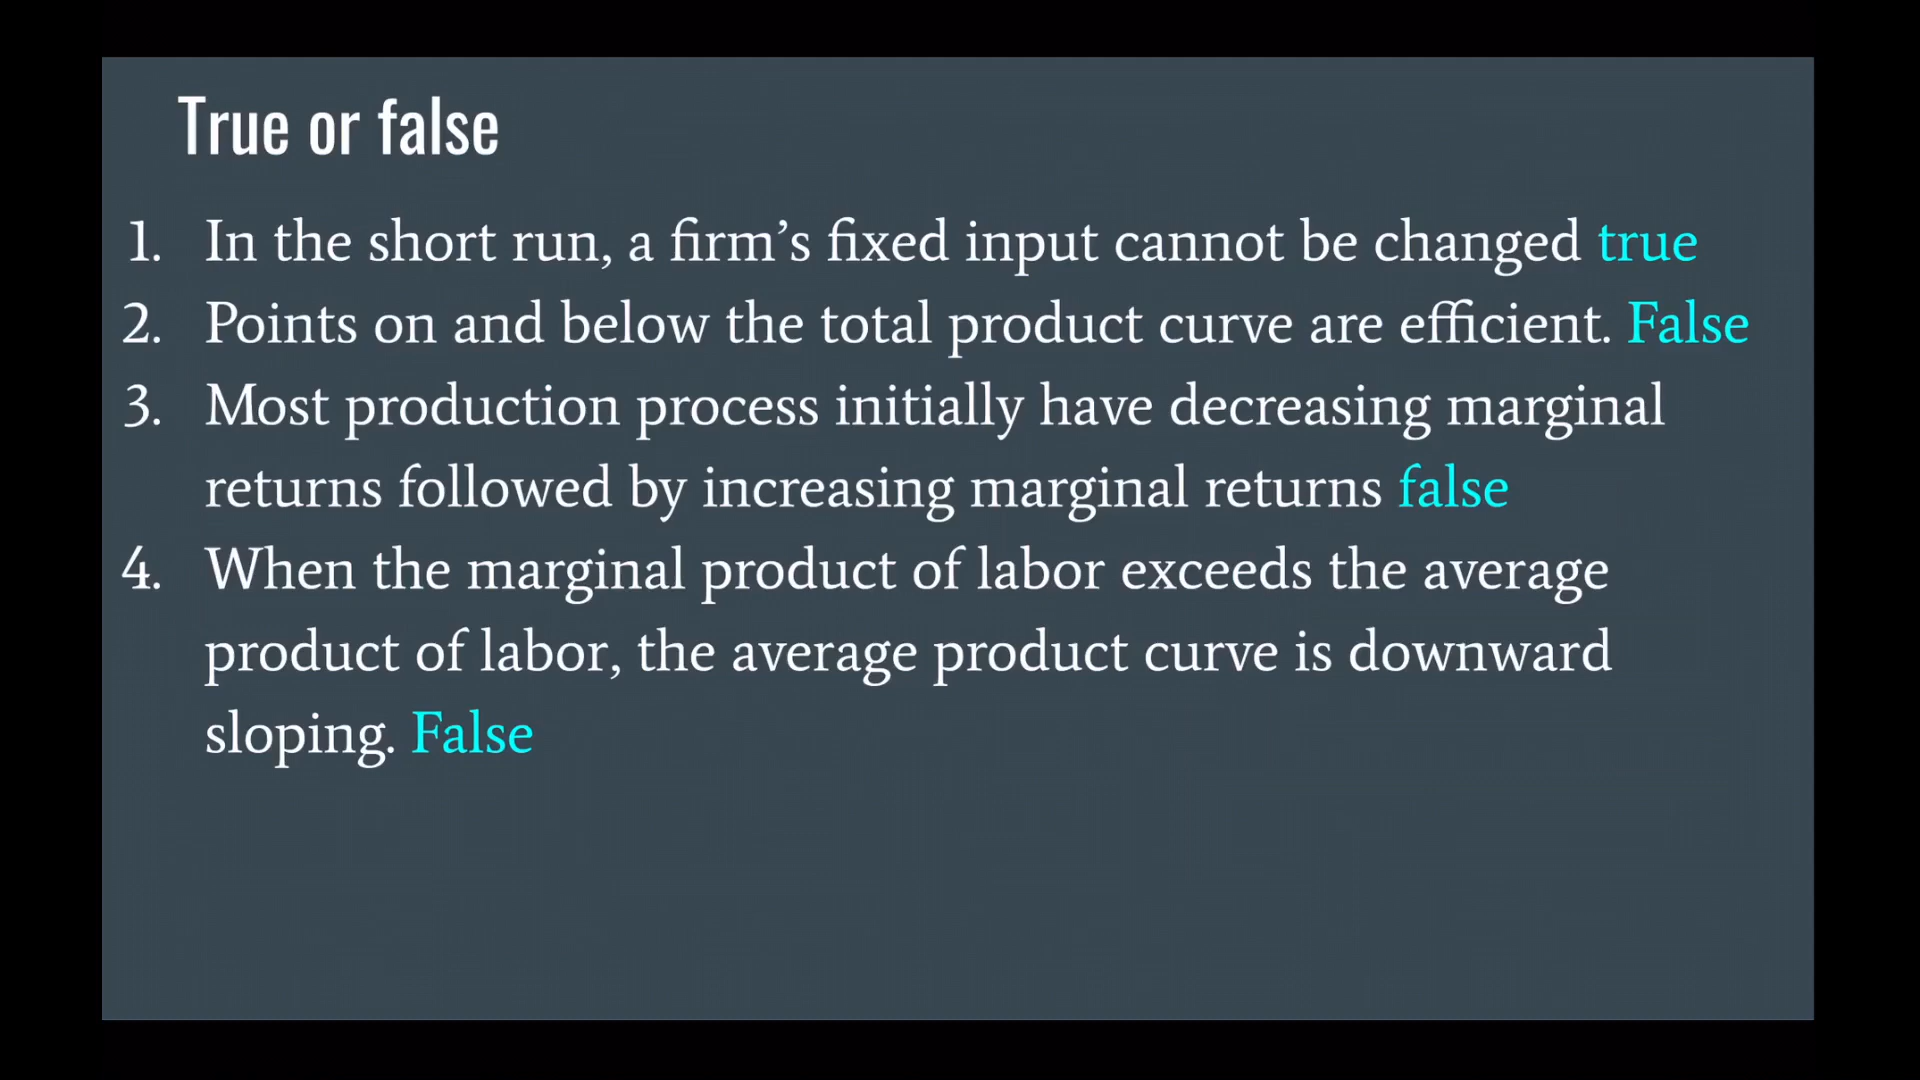 True or false
1. In the short run, a firm’s fixed input cannot be changed true
2. Points on and below the total product curve are efficient. False
3. Most production process initially have decreasing marginal
returns followed by increasing marginal returns false
4. When the marginal product of labor exceeds the average
product of labor, the average product curve is downward
sloping. False